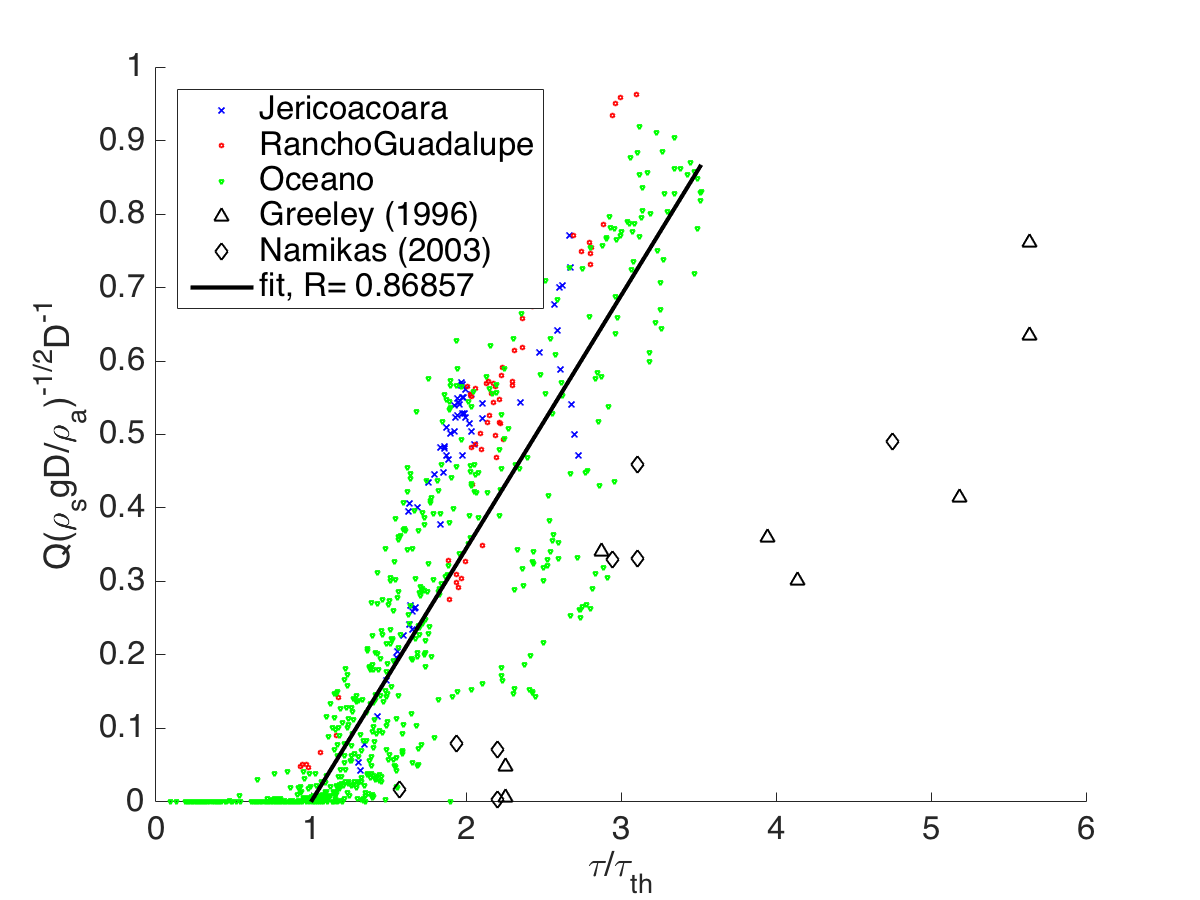 1
0.9
0.8
0.7
0.6
0.5
0.4
0.3
0.2
0.1
0
Q(ρsgD/ρa)-1/2D-1
Jericoacoara
RanchoGuadalupe
Oceano
Greeley (1996)
Namikas (2003)
fit, R= 0.86857
0 1 2 3 4 5 6
τ/τth